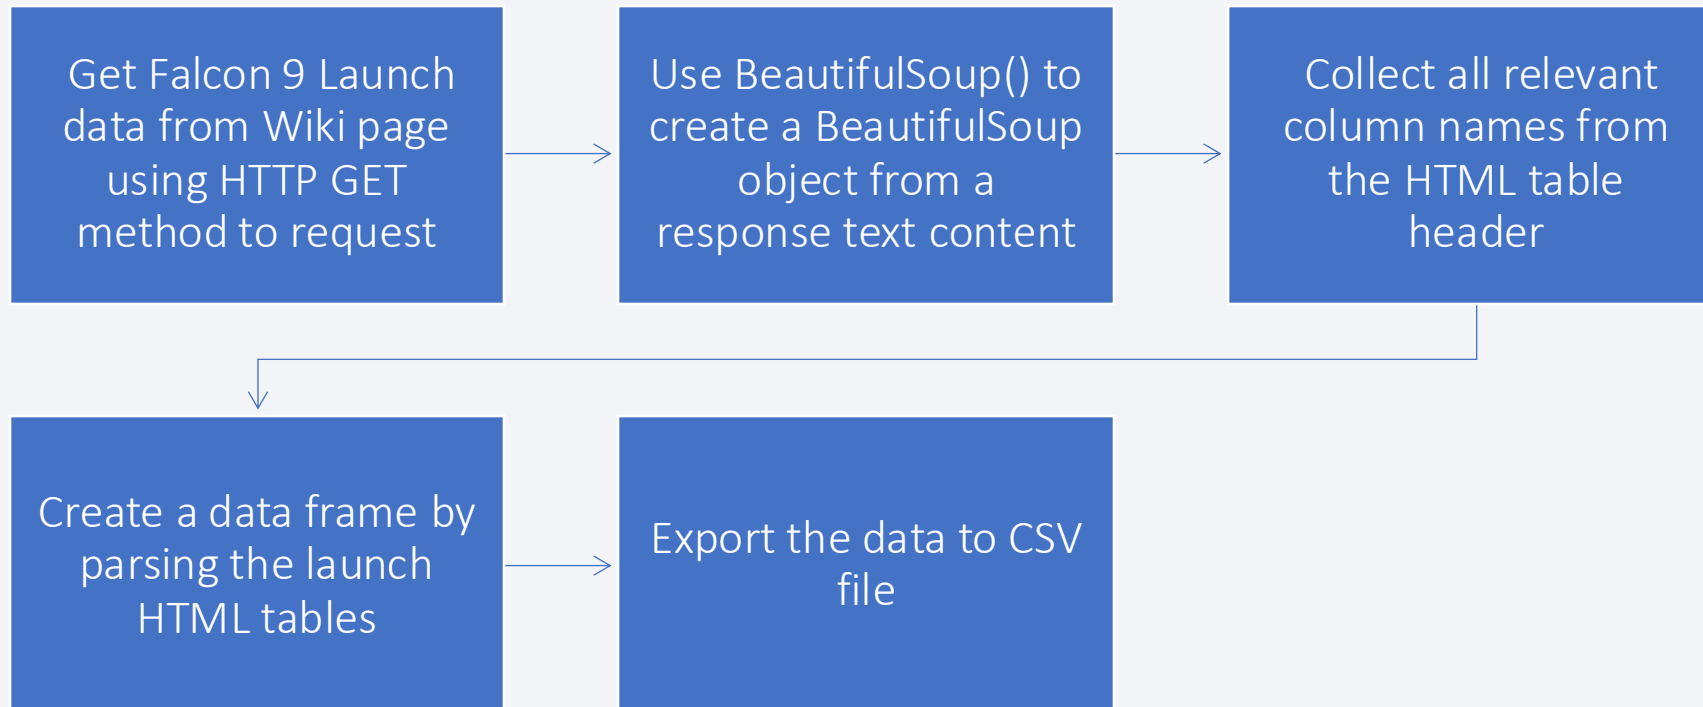 Get Falcon 9 Launch
data from Wiki page
using HTTP GET
method to request
Use BeautifulSoup() to
create a BeautifulSoup
object from a
response text content
Collect all relevant
column names from
the HTML table
header
Create a data frame by
parsing the launch
HTML tables
Export the data to CSV
file